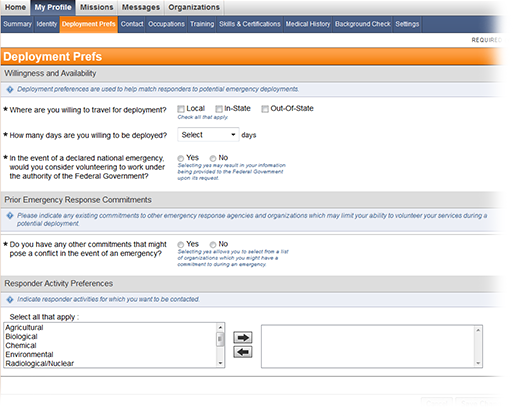 Home My Profile Missions Messages Organizations
Summary Identity Deployment Prefs Contact Occupations Training Skills & Certifications Medical History Background Check Settings
Deployment Prefs
Willingness and Availability
Deployment preferences are used to help match responders to potential emergency deployments.
* Where are you willing to travel for deployment? Local In-State Out-Of-State
Check all that apply
* How many days are you willing to be deployed? Select days
* In the event of a declared national emergency, Yes No
would you consider volunteering to work under Selecting yes may result in your information
the authority of the Federal Government? being provided to the Federal Government
upon its request.
Prior Emergency Response Commitments
Please indicate any existing commitments to other emergency response agencies and organizations which may limit your ability to volunteer your services during a
potential deployment.
* Do you have any other commitments that might Yes No
pose a conflict in the event of an emergency? Selecting yes allows you to select from a list
of organizations which you might have a
commitment to during an emergency.
Responder Activity Preferences
Indicate responder activities for which you want to be contacted.
Select all that apply :
Agricultural
Biological
Chemical
Environmental
Radiological/Nuclear